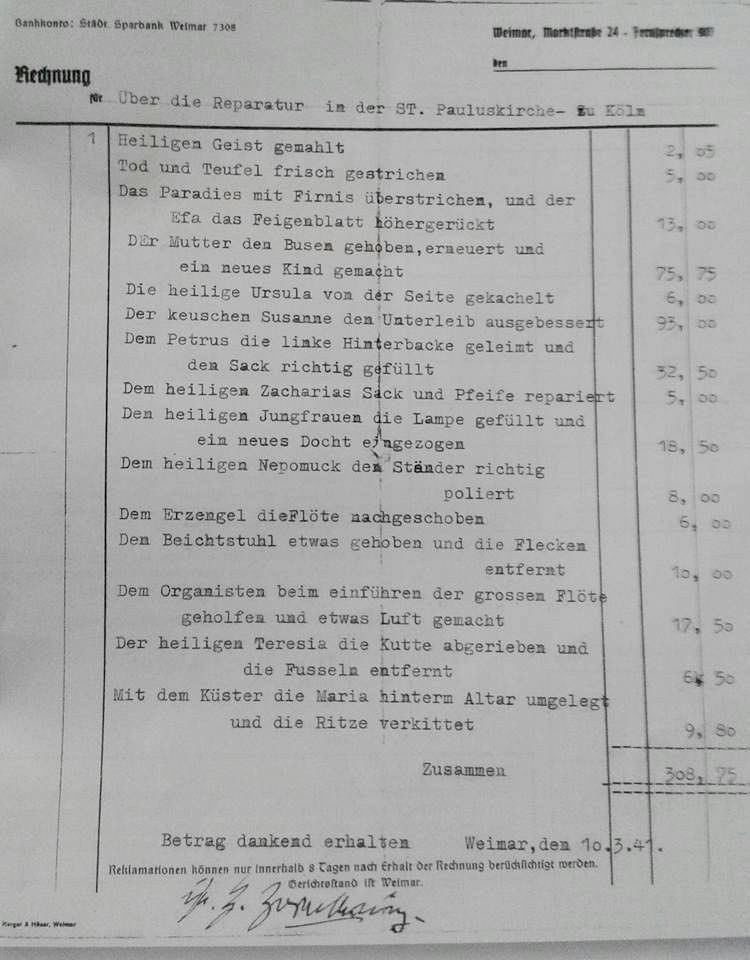 Bankkonto: Städt. Sparbank Weimar 7308
Weimar, Marktstraße 24 - Fernsprecher
den
Rechnung
für Über die Reparatur in der ST. Pauluskirche- zu Köln
1 Heiligen Geist gemahlt 2, 05
Tod und Teufel frisch gestrichen 5, 00
Das Paradies mit Firnis überstrichen, und der
Efa das Feigenblatt höhergerückt 13, 00
DEr Mutter den Busen gehoben,erneuert und
ein neues Kind gemacht 75, 75
Die heilige Ursula von der Seite gekachelt 6, 00
Der keuschen Susanne den Unterleib ausgebessert 93, 00
Dem Petrus die linke Hinterbacke geleimt und
den Sack richtig gefüllt 32, 50
Dem heiligen Zacharias Sack und Pfeife repariert 5, 00
Den heiligen Jungfrauen die Lampe gefüllt und
ein neues Docht eingezogen 18, 50
Dem heiligen Nepomuck den Ständer richtig
poliert 8, 00
Dem Erzengel dieFlöte nachgeschoben 6, 00
Den Beichtstuhl etwas gehoben und die Flecken
entfernt 10, 00
Dem Organisten beim einführen der grossen Flöte
geholfen und etwas Luft gemacht 17, 50
Der heiligen Teresia die Kutte abgerieben und
die Fusseln entfernt 6, 50
Mit dem Küster die Maria hinterm Altar umgelegt
und die Ritze verkittet 9, 80
Zusammen 308, 75
Betrag dankend erhalten Weimar,den 10.3.41.
Reklamationen können nur innerhalb 8 Tagen nach Erhalt der Rechnung berücksichtigt werden.
Gerichtsstand ist Weimar.
Weimar